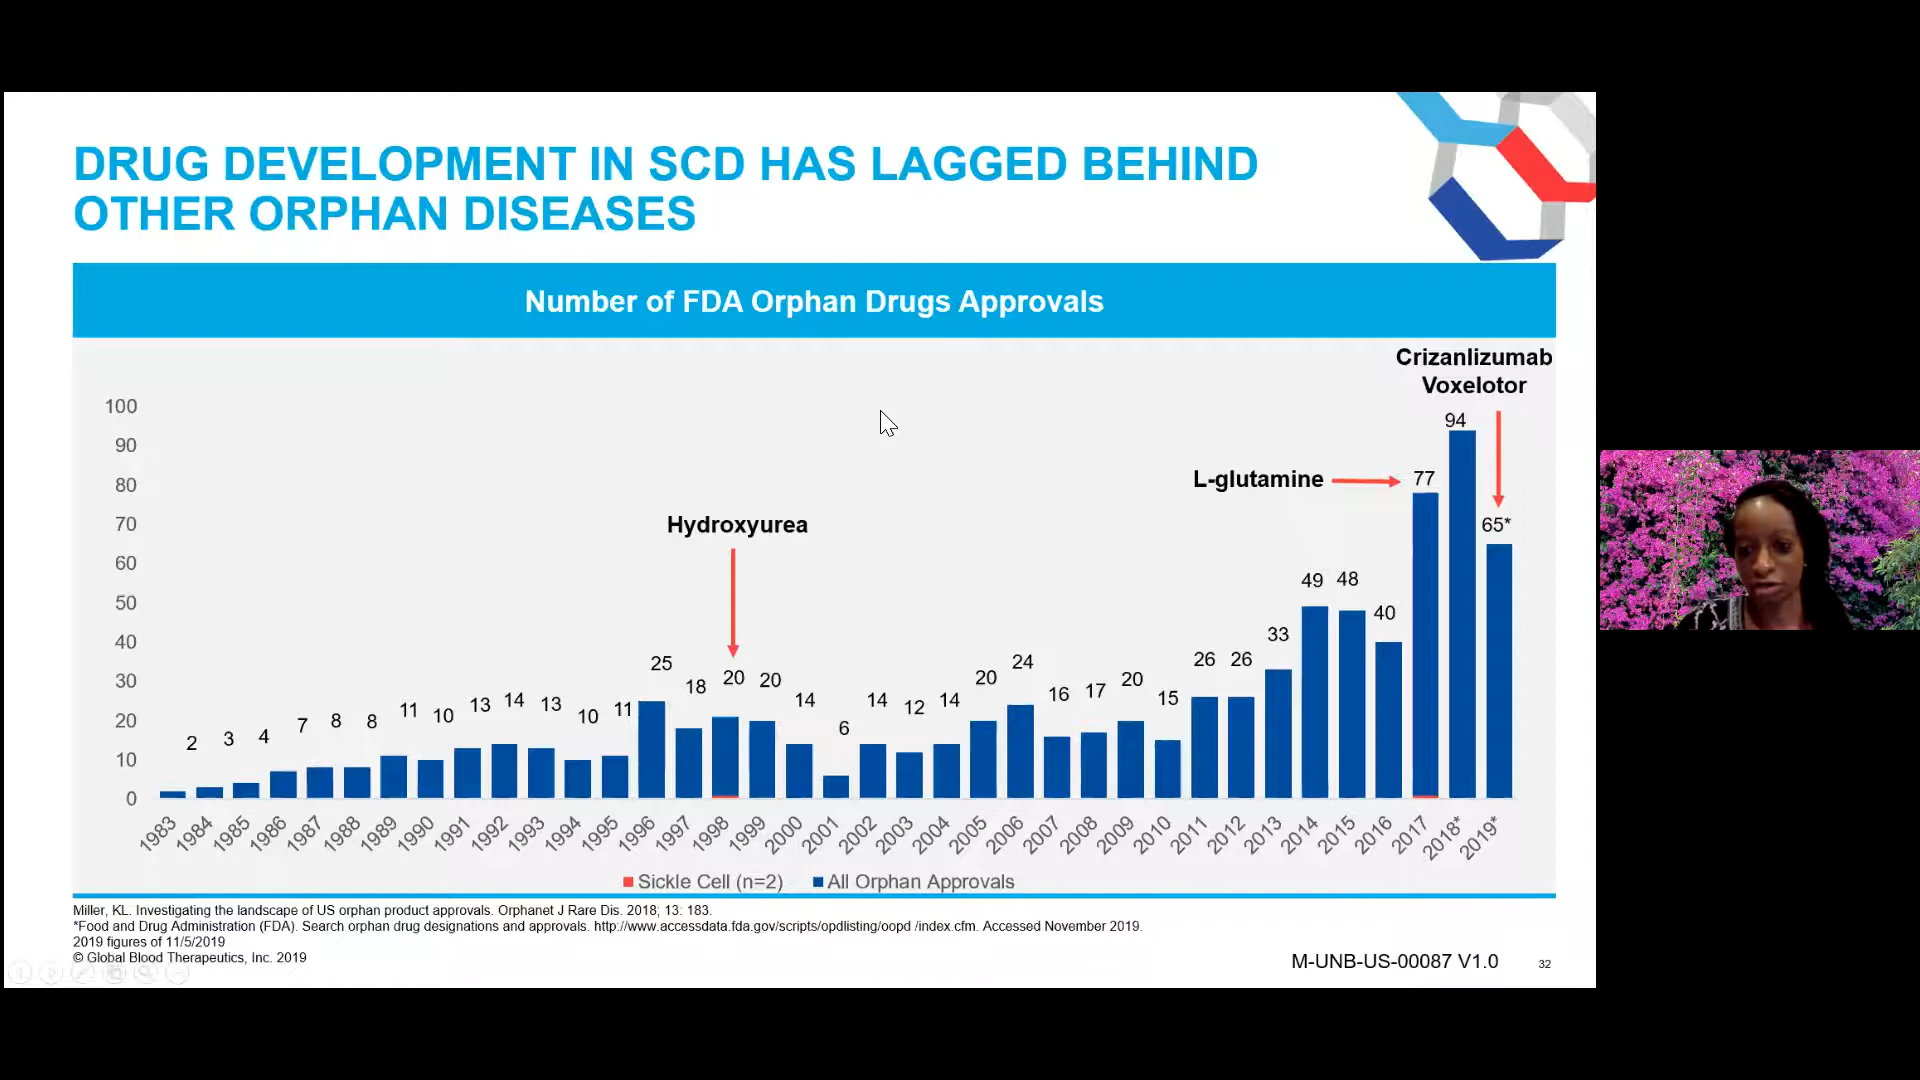 DRUG DEVELOPMENT IN SCD HAS LAGGED BEHIND
OTHER ORPHAN DISEASES
Number of FDA Orphan Drugs Approvals
Crizanlizumab
Voxelotor
L-glutamine
Hydroxyurea
100
90
80
70
60
50
40
30
20
10
0
2 3 4 7 8 8 11 10 13 14 13 10 11 25 18 20 20 14 6 14 12 14 20 24 16 17 20 15 26 26 33 49 48 40 77 94 65*
1983 1984 1985 1986 1987 1988 1989 1990 1991 1992 1993 1994 1995 1996 1997 1998 1999 2000 2001 2002 2003 2004 2005 2006 2007 2008 2009 2010 2011 2012 2013 2014 2015 2016 2017 2018* 2019*
Sickle Cell (n=2) All Orphan Approvals
Miller, KL. Investigating the landscape of US orphan product approvals. Orphanet J Rare Dis. 2018; 13: 183.
*Food and Drug Administration (FDA). Search orphan drug designations and approvals. http://www.accessdata.fda.gov/scripts/opdlisting/oopd /index.cfm. Accessed November 2019.
2019 figures of 11/5/2019
© Global Blood Therapeutics, Inc. 2019
M-UNB-US-00087 V1.0
32